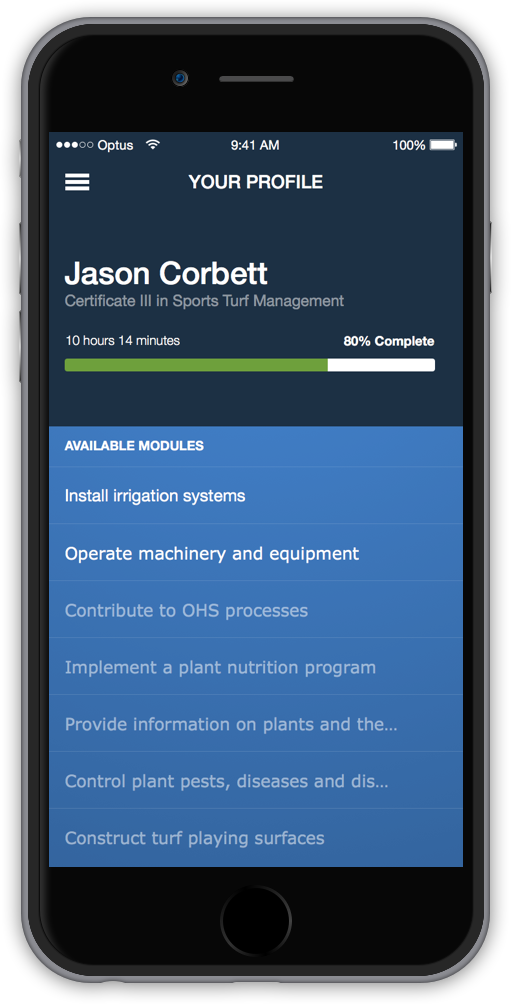 Optus 9:41 AM 100%
YOUR PROFILE
Jason Corbett
Certificate III in Sports Turf Management
10 hours 14 minutes 80% Complete
AVAILABLE MODULES
Install irrigation systems
Operate machinery and equipment
Contribute to OHS processes
Implement a plant nutrition program
Provide information on plants and the...
Control plant pests, diseases and dis...
Construct turf playing surfaces